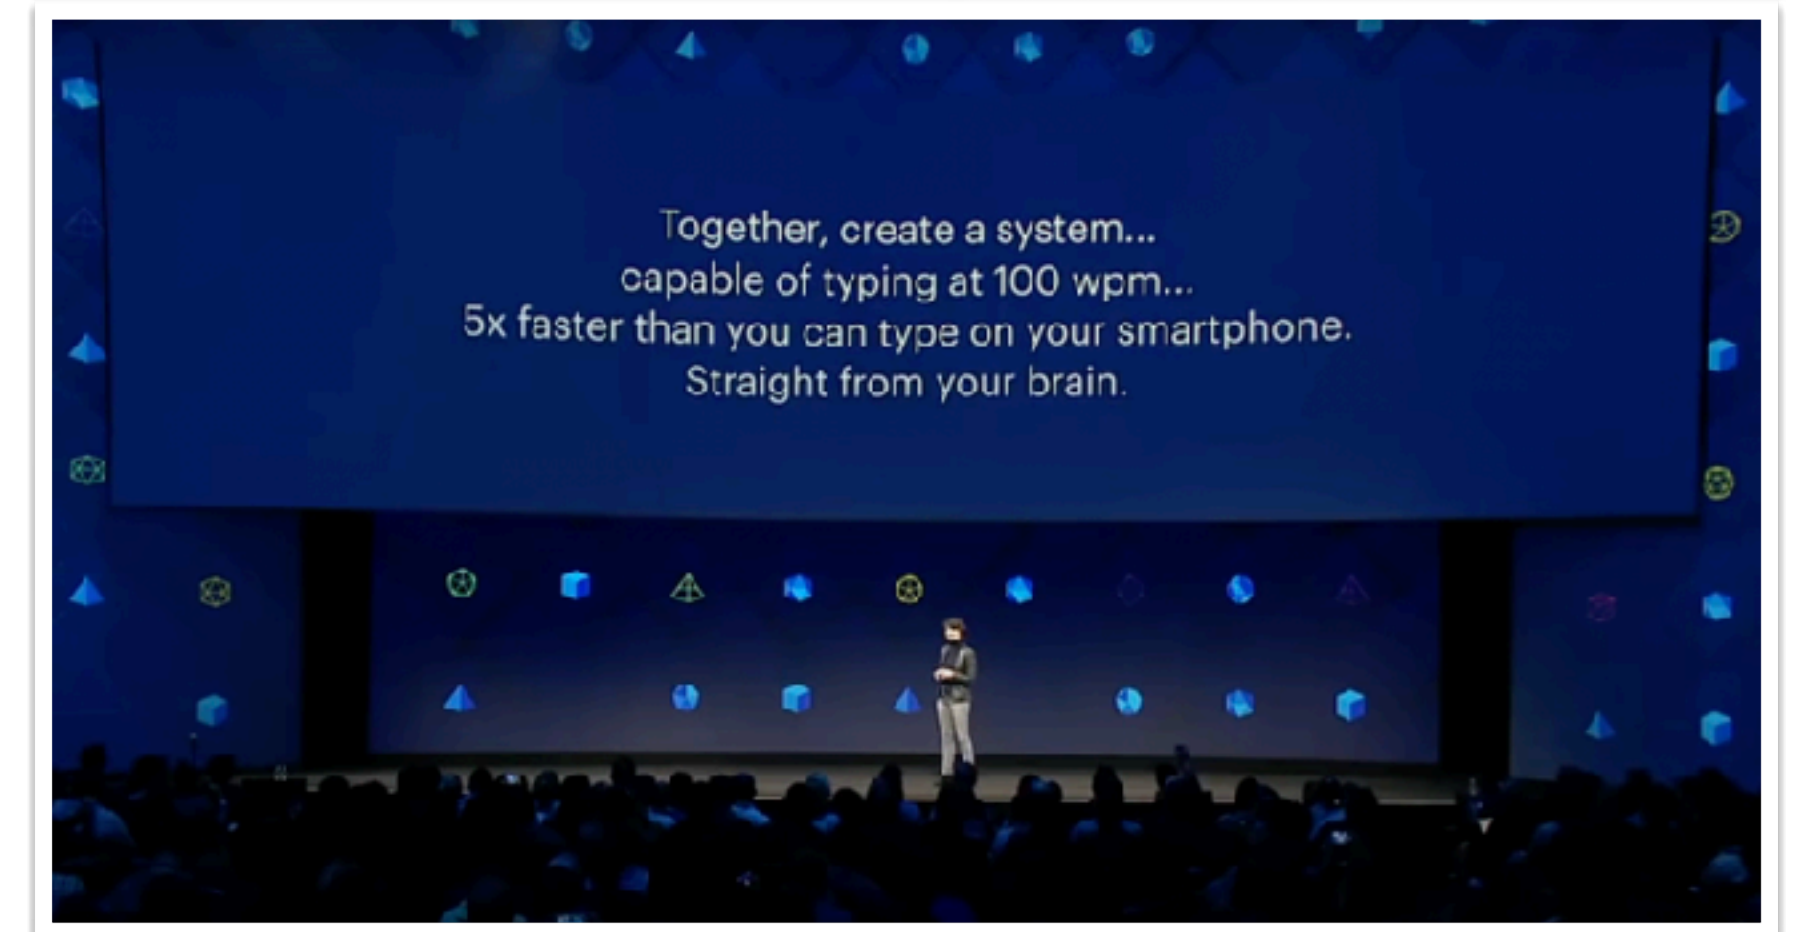 Together, create a system...
capable of typing at 100 wpm...
5x faster than you can type on your smartphone.
Straight from your brain.